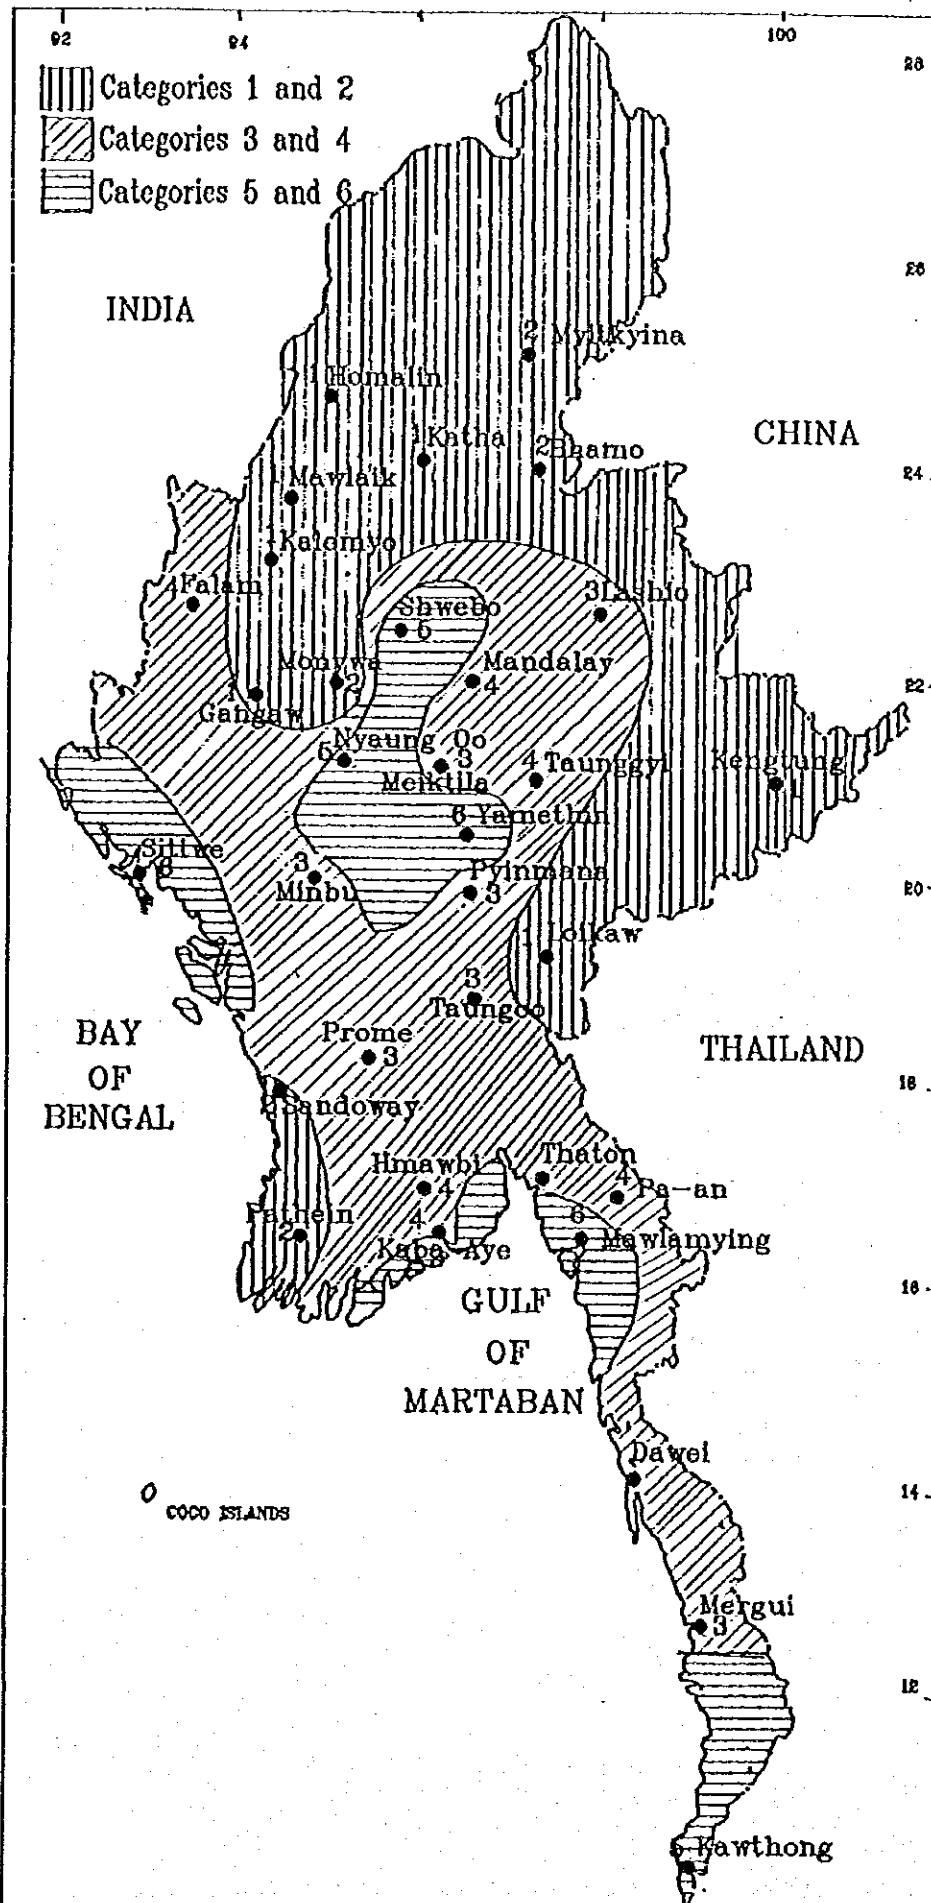 92 94 100
28
Categories 1 and 2
Categories 3 and 4
Categories 5 and 6
26
INDIA
2 Myitkyina
1 Homalin
CHINA
1 Katha
2 Bhamo
24
1 Mawlaik
1 Kalemyo
4 Falam
3 Lashio
Shwebo
5
Monywa
2
Mandalay
4
22
1
Gangaw
5 Nyaung Oo
3
Meiktila
4 Taunggyi
Kengtung
6 Yamethin
Sittwe
3
Minbu
Pyinmana
3
20
1 Loikaw
3
Taungoo
BAY
OF
BENGAL
Prome
3
THAILAND
18
2 Sandoway
Hmawbi
4
Thaton
4
Pa-an
Pathein
2
4
Kaba-Aye
6
Mawlamying
16
GULF
OF
MARTABAN
Dawei
14
COCO ISLANDS
Mergui
3
12
5 Kawthong